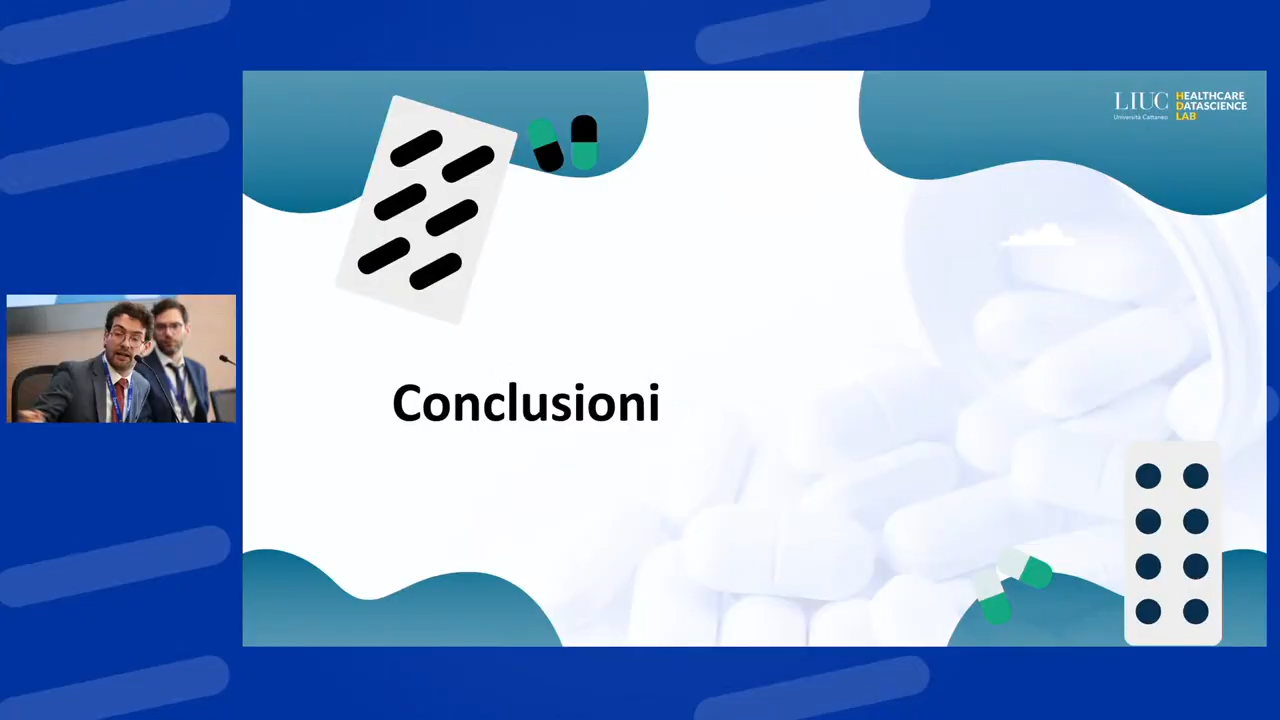 LIUC
Università Cattaneo
HEALTHCARE
DATASCIENCE
LAB
Conclusioni